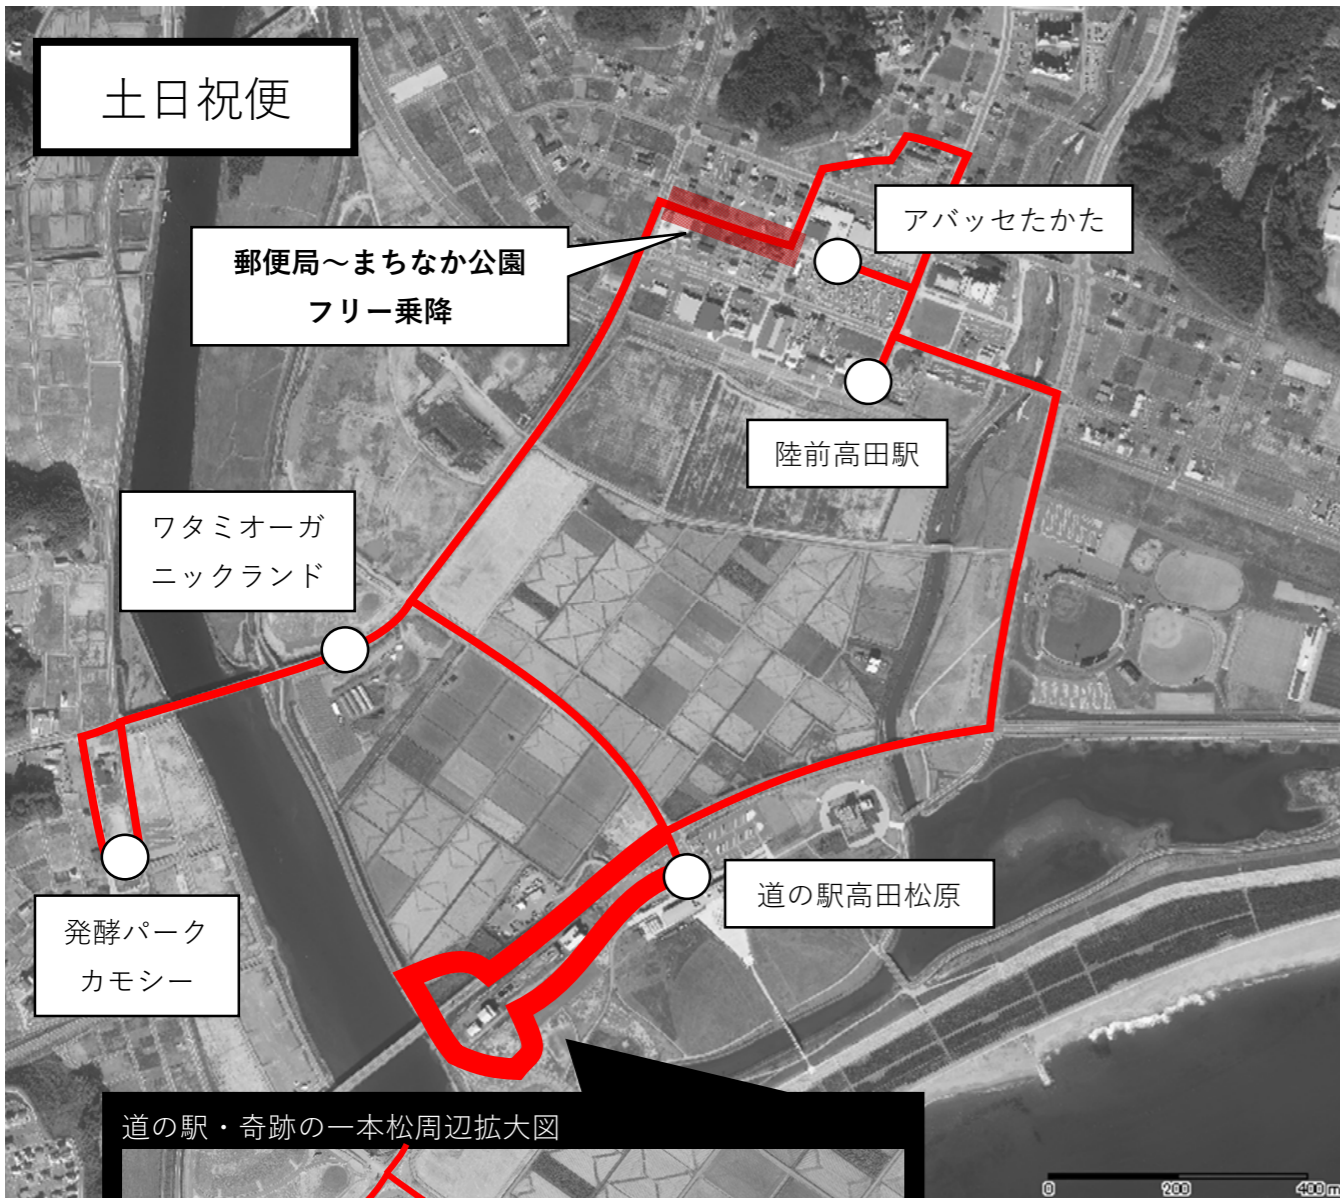 土日祝便
アバッセたかた
郵便局～まちなか公園
フリー乗降
陸前高田駅
ワタミオーガ
ニックランド
道の駅高田松原
発酵パーク
カモシー
道の駅・奇跡の一本松周辺拡大図
0 200 400m